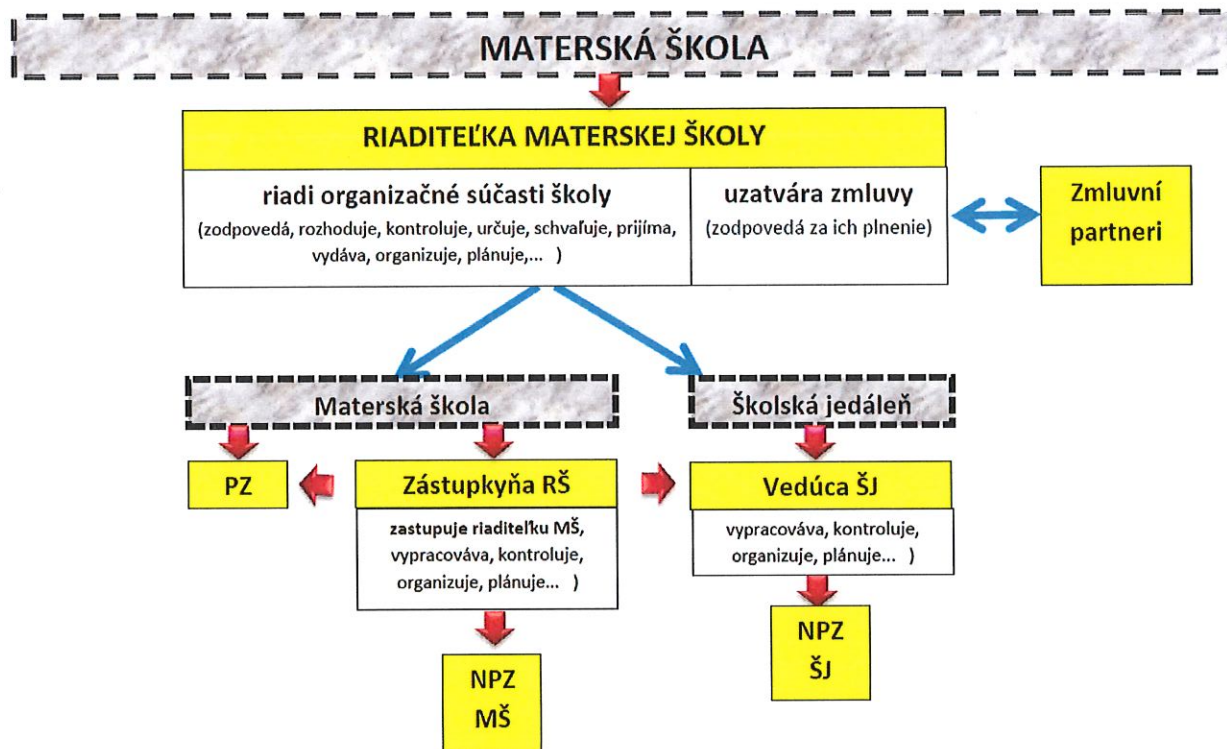 MATERSKÁ ŠKOLA
RIADITEĽKA MATERSKEJ ŠKOLY
riadi organizačné súčasti školy
(zodpovedá, rozhoduje, kontroluje, určuje, schvaľuje, prijíma,
vydáva, organizuje, plánuje,... )
uzatvára zmluvy
(zodpovedá za ich plnenie)
Zmluvní
partneri
Materská škola
Školská jedáleň
PZ
Zástupkyňa RŠ
zastupuje riaditeľku MŠ,
vypracováva, kontroluje,
organizuje, plánuje... )
Vedúca ŠJ
vypracováva, kontroluje,
organizuje, plánuje... )
NPZ
MŠ
NPZ
ŠJ